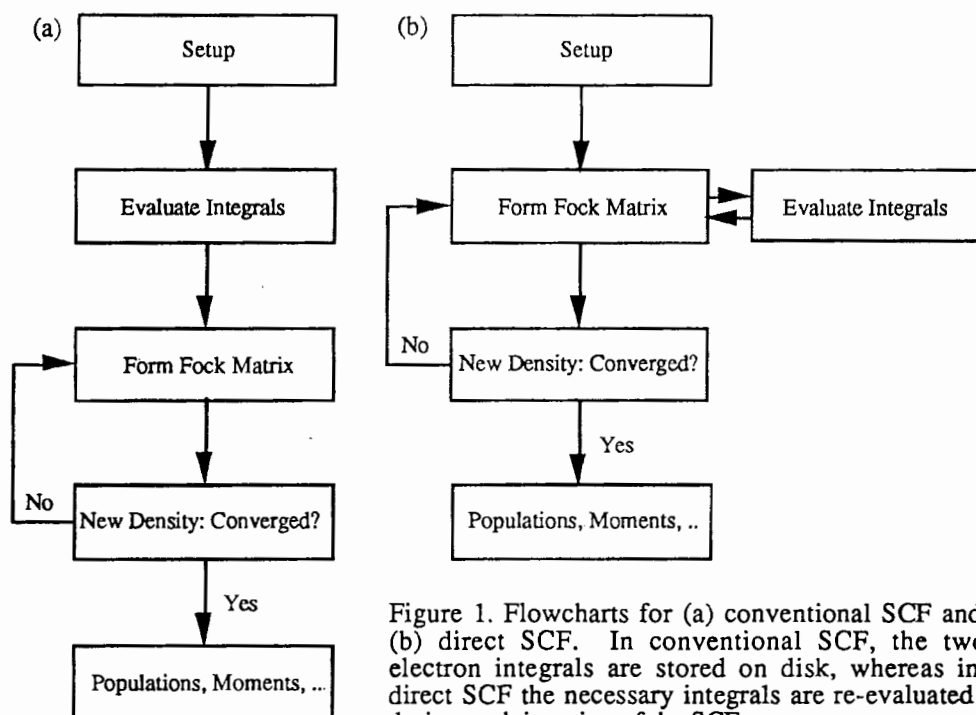 (a)
Setup
Evaluate Integrals
Form Fock Matrix
No
New Density: Converged?
Yes
Populations, Moments, ...
(b)
Setup
Form Fock Matrix
Evaluate Integrals
No
New Density: Converged?
Yes
Populations, Moments, ..
Figure 1. Flowcharts for (a) conventional SCF and
(b) direct SCF. In conventional SCF, the two
electron integrals are stored on disk, whereas in
direct SCF the necessary integrals are re-evaluated